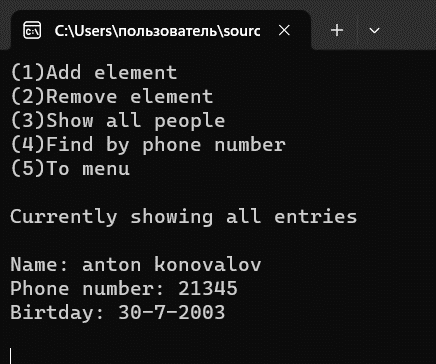 C:\Users\пользователь\sourc
(1)Add element
(2)Remove element
(3)Show all people
(4)Find by phone number
(5)To menu
Currently showing all entries
Name: anton konovalov
Phone number: 21345
Birtday: 30-7-2003